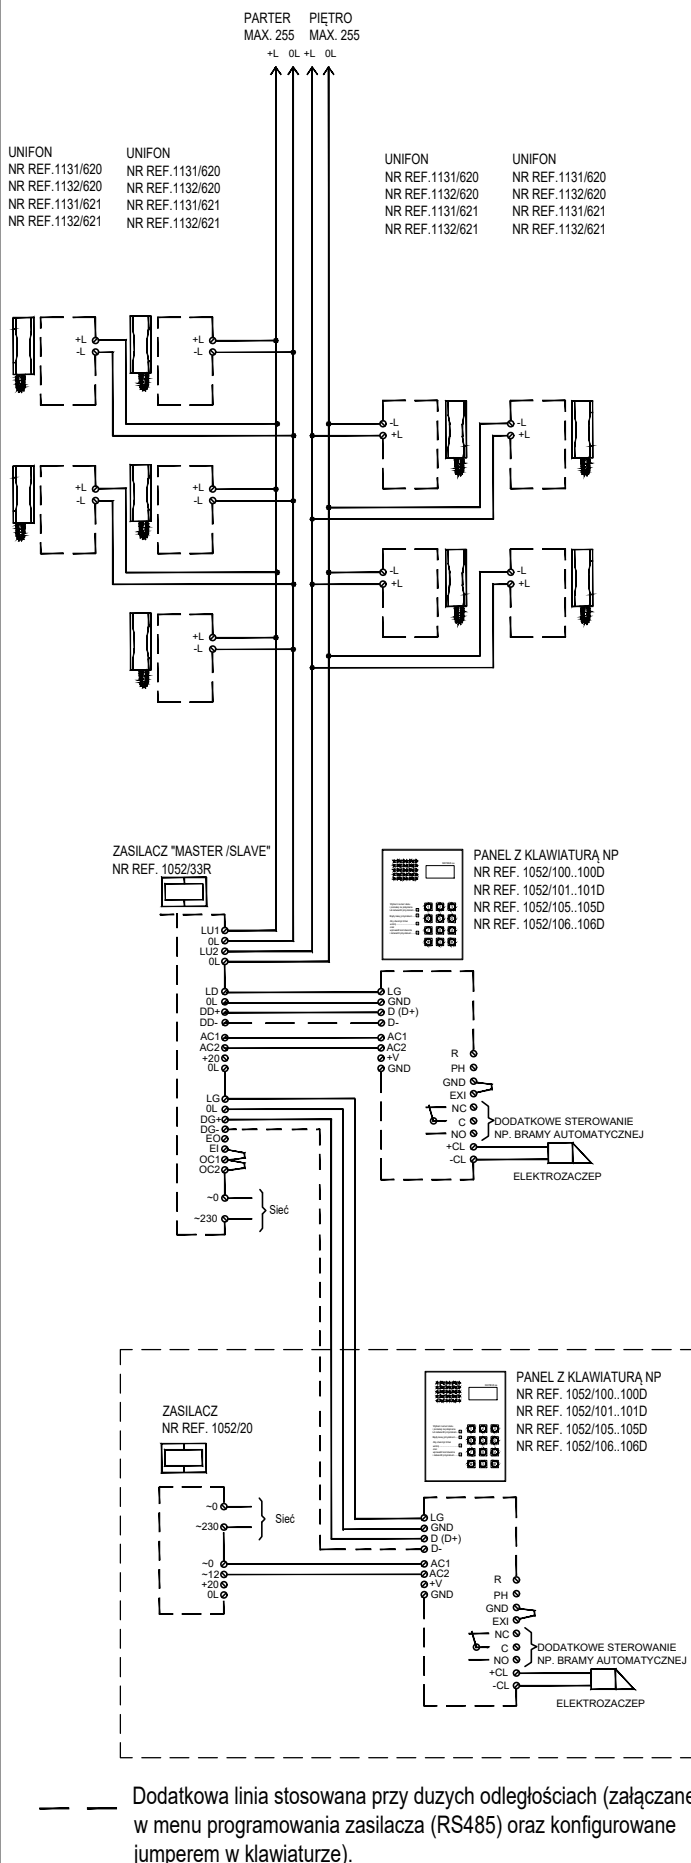 PARTER PIĘTRO
MAX. 255 MAX. 255
+L 0L +L 0L
UNIFON
NR REF.1131/620
NR REF.1132/620
NR REF.1131/621
NR REF.1132/621
UNIFON
NR REF.1131/620
NR REF.1132/620
NR REF.1131/621
NR REF.1132/621
UNIFON
NR REF.1131/620
NR REF.1132/620
NR REF.1131/621
NR REF.1132/621
UNIFON
NR REF.1131/620
NR REF.1132/620
NR REF.1131/621
NR REF.1132/621
+L
-L
+L
-L
-L
+L
-L
+L
+L
-L
+L
-L
-L
+L
-L
+L
+L
-L
ZASILACZ "MASTER /SLAVE"
NR REF. 1052/33R
PANEL Z KLAWIATURĄ NP
NR REF. 1052/100..100D
NR REF. 1052/101..101D
NR REF. 1052/105..105D
NR REF. 1052/106..106D
LU1
0L
LU2
0L
LD
0L
DD+
DD-
AC1
AC2
+20
0L
LG
0L
DG+
DG-
EO
EI
OC1
OC2
~0
~230
Sieć
LG
GND
D (D+)
D-
AC1
AC2
+V
GND
R
PH
GND
EXI
NC
C
NO
+CL
-CL
DODATKOWE STEROWANIE
NP. BRAMY AUTOMATYCZNEJ
ELEKTROZACZEP
ZASILACZ
NR REF. 1052/20
PANEL Z KLAWIATURĄ NP
NR REF. 1052/100..100D
NR REF. 1052/101..101D
NR REF. 1052/105..105D
NR REF. 1052/106..106D
~0
~230
Sieć
~0
~12
+20
0L
LG
GND
D (D+)
D-
AC1
AC2
+V
GND
R
PH
GND
EXI
NC
C
NO
+CL
-CL
DODATKOWE STEROWANIE
NP. BRAMY AUTOMATYCZNEJ
ELEKTROZACZEP
Dodatkowa linia stosowana przy duzych odległościach (załączane
w menu programowania zasilacza (RS485) oraz konfigurowane
jumperem w klawiaturze).